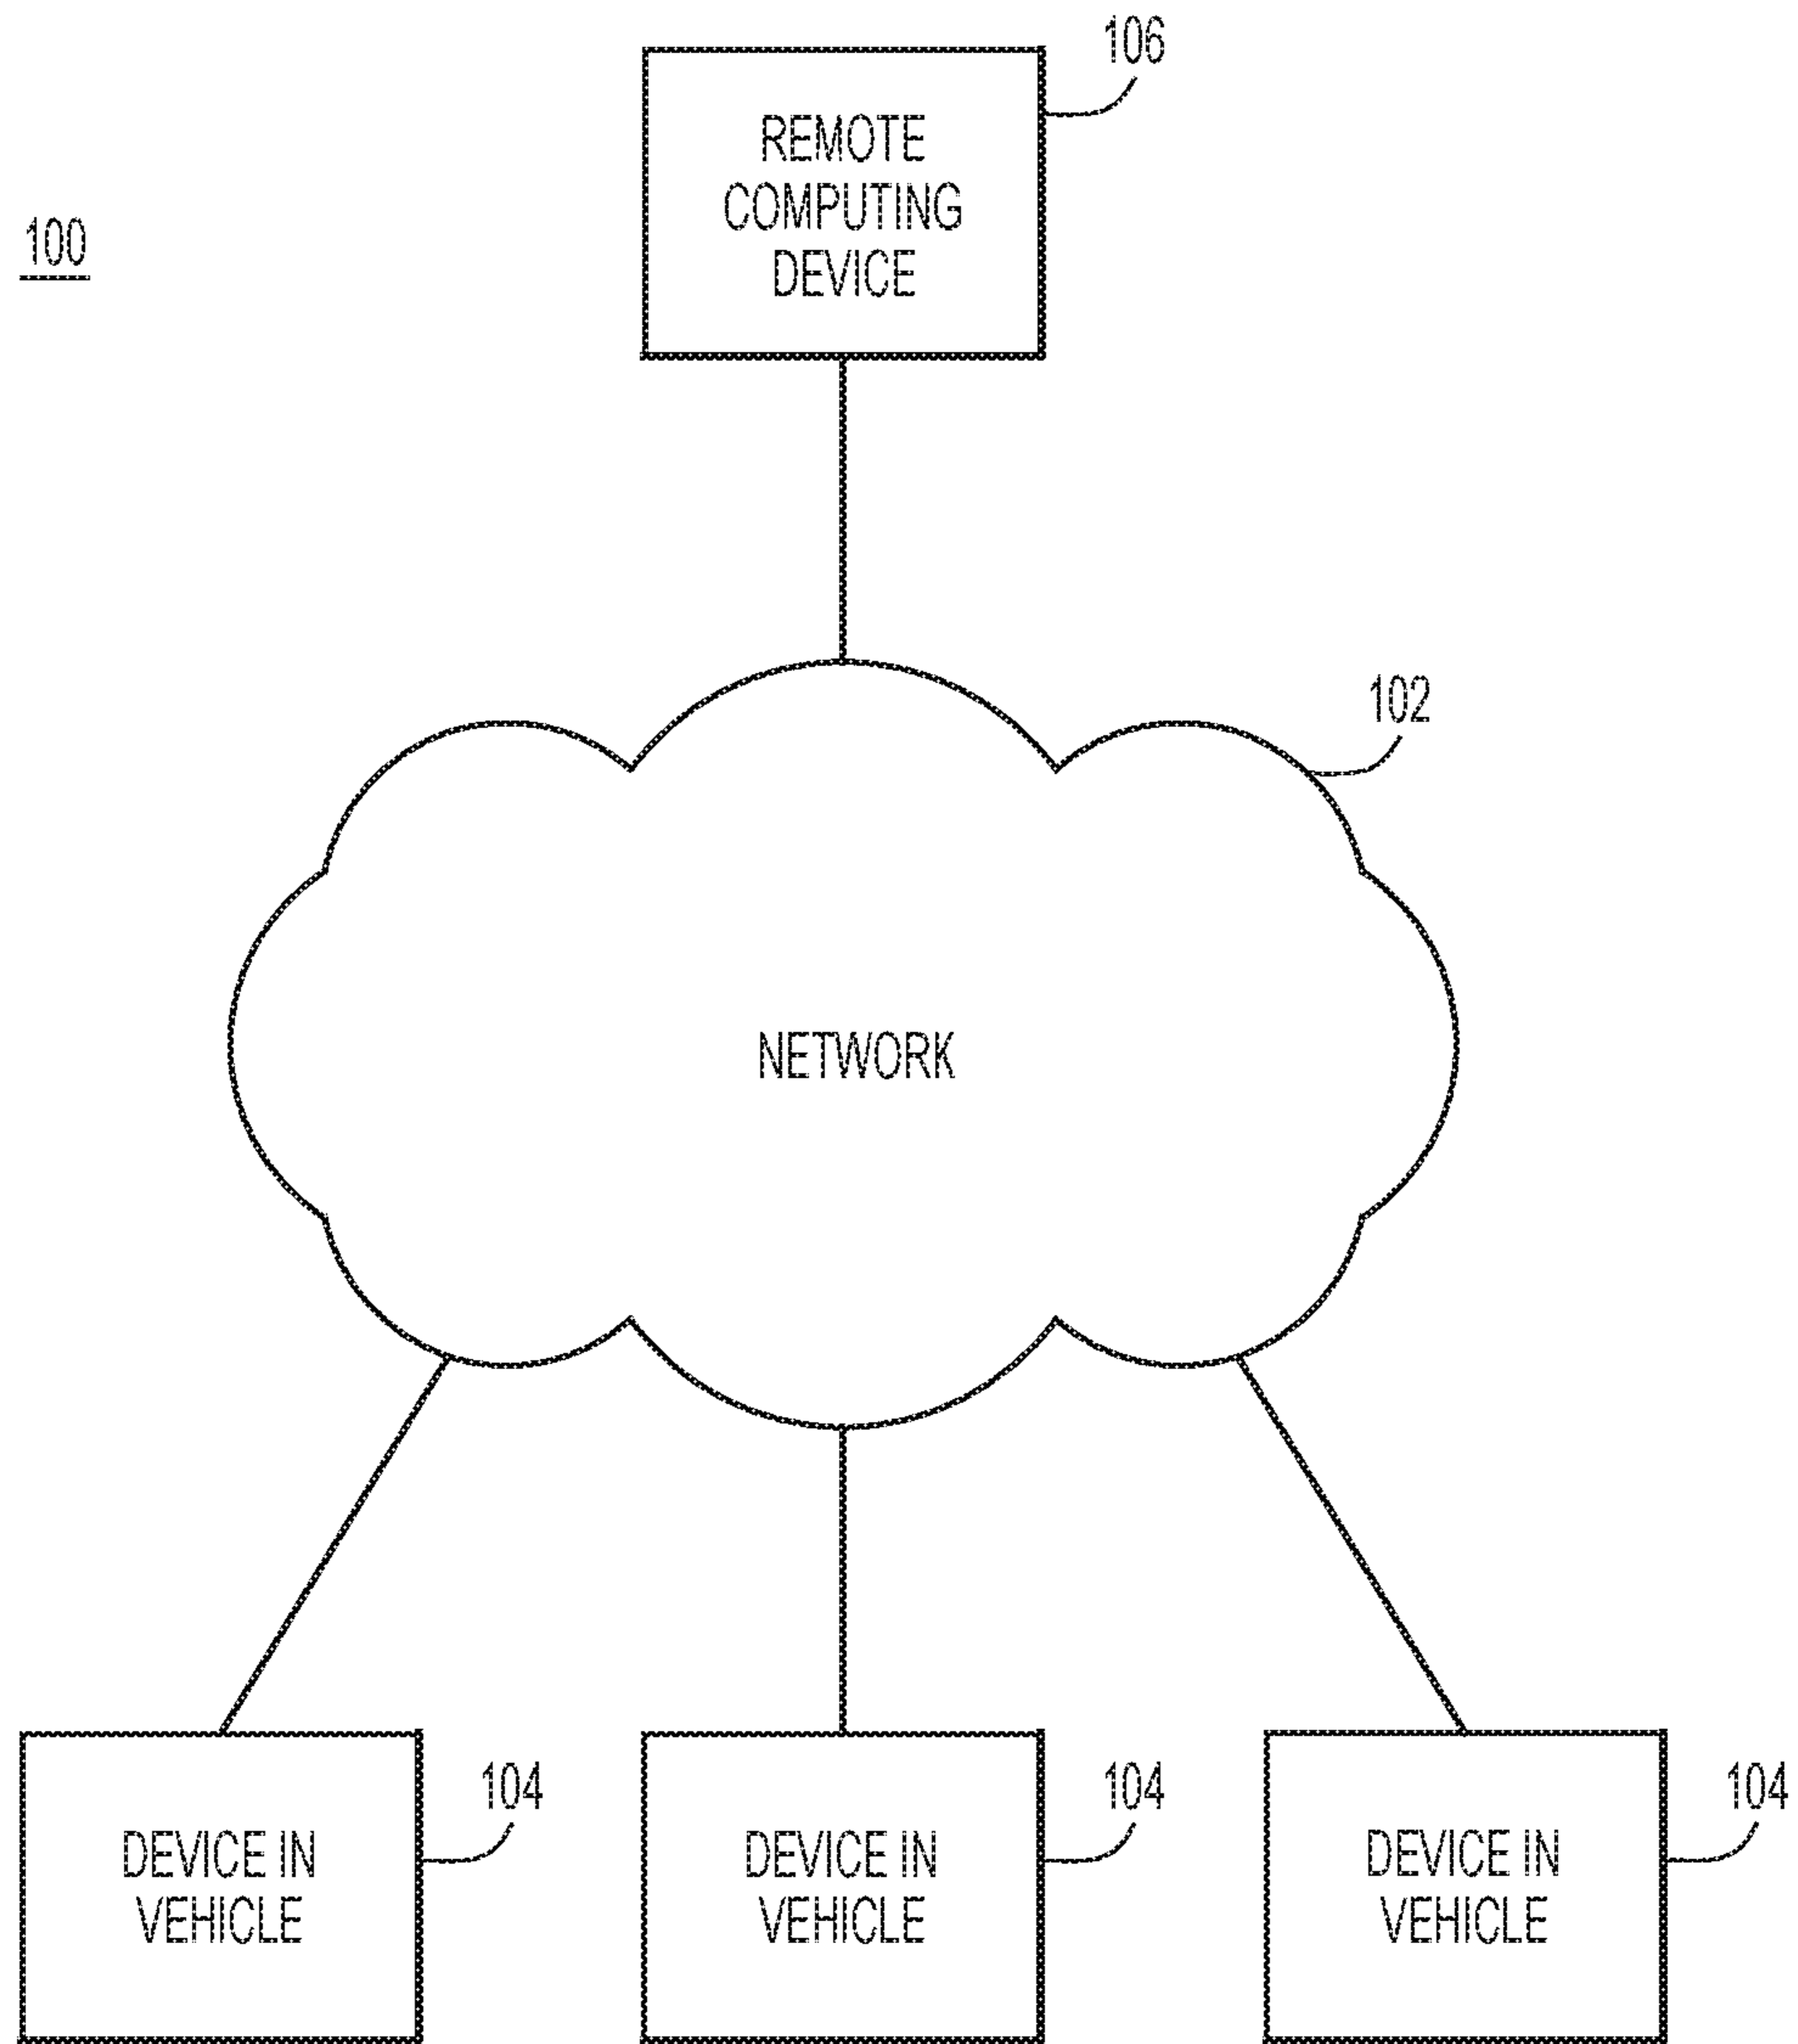 106
REMOTE
COMPUTING
DEVICE
100
102
NETWORK
104
104
104
DEVICE IN
VEHICLE
DEVICE IN
VEHICLE
DEVICE IN
VEHICLE